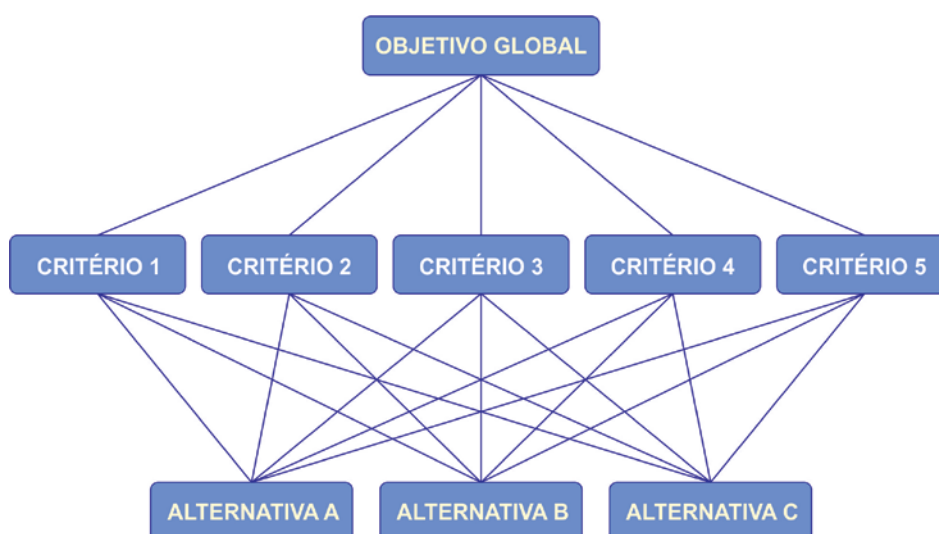 OBJETIVO GLOBAL
CRITÉRIO 1
CRITÉRIO 2
CRITÉRIO 3
CRITÉRIO 4
CRITÉRIO 5
ALTERNATIVA A
ALTERNATIVA B
ALTERNATIVA C